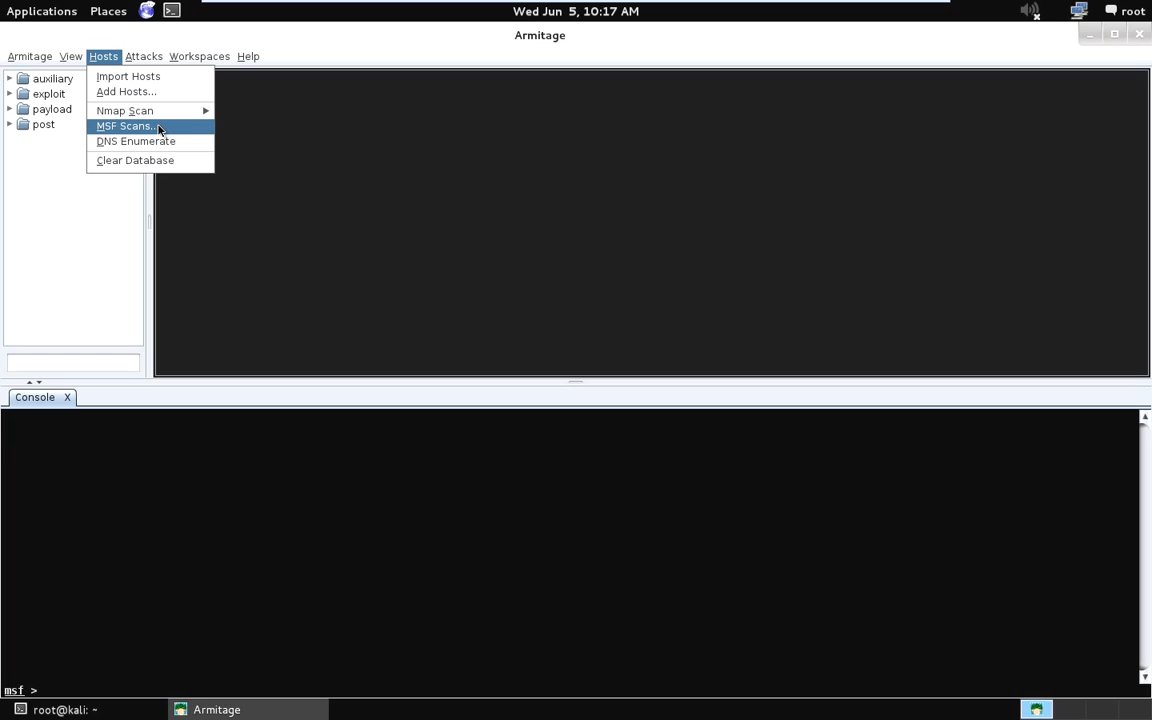 Applications Places Wed Jun 5, 10:17 AM root
Armitage
Armitage View Hosts Attacks Workspaces Help
auxiliary
exploit
payload
post
Import Hosts
Add Hosts...
Nmap Scan
MSF Scans...
DNS Enumerate
Clear Database
Console X
msf >
root@kali: ~ Armitage